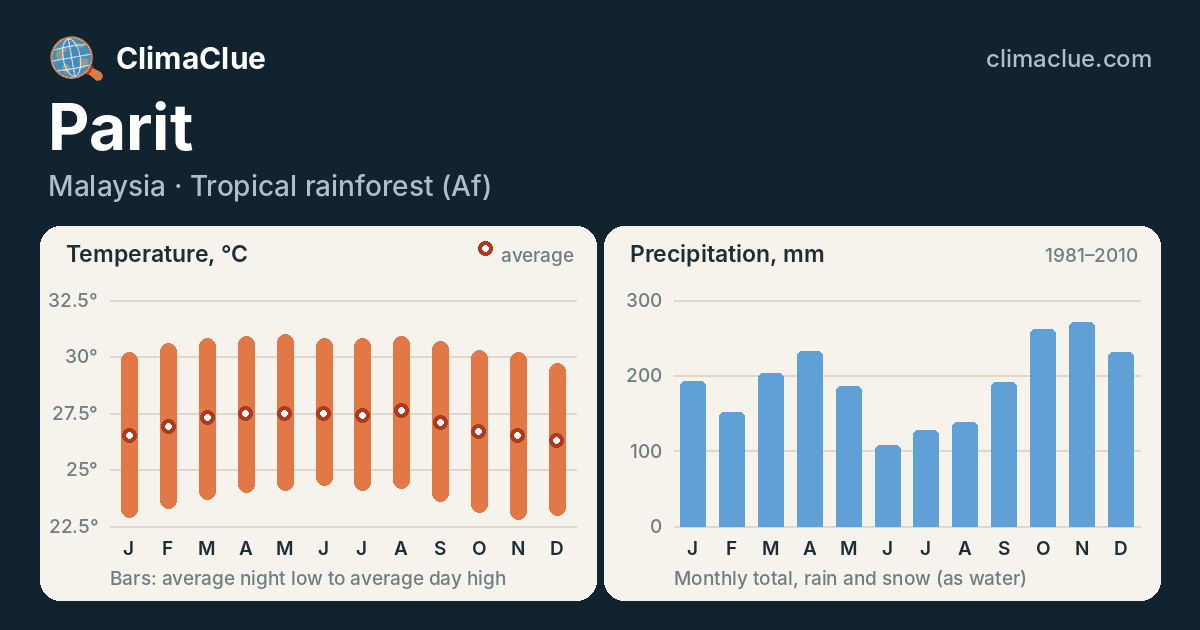 ClimaClue
climaclue.com
Parit
Malaysia · Tropical rainforest (Af)
Temperature, °C
average
32.5°
30°
27.5°
25°
22.5°
J F M A M J J A S O N D
Bars: average night low to average day high
Precipitation, mm
1981–2010
300
200
100
0
J F M A M J J A S O N D
Monthly total, rain and snow (as water)